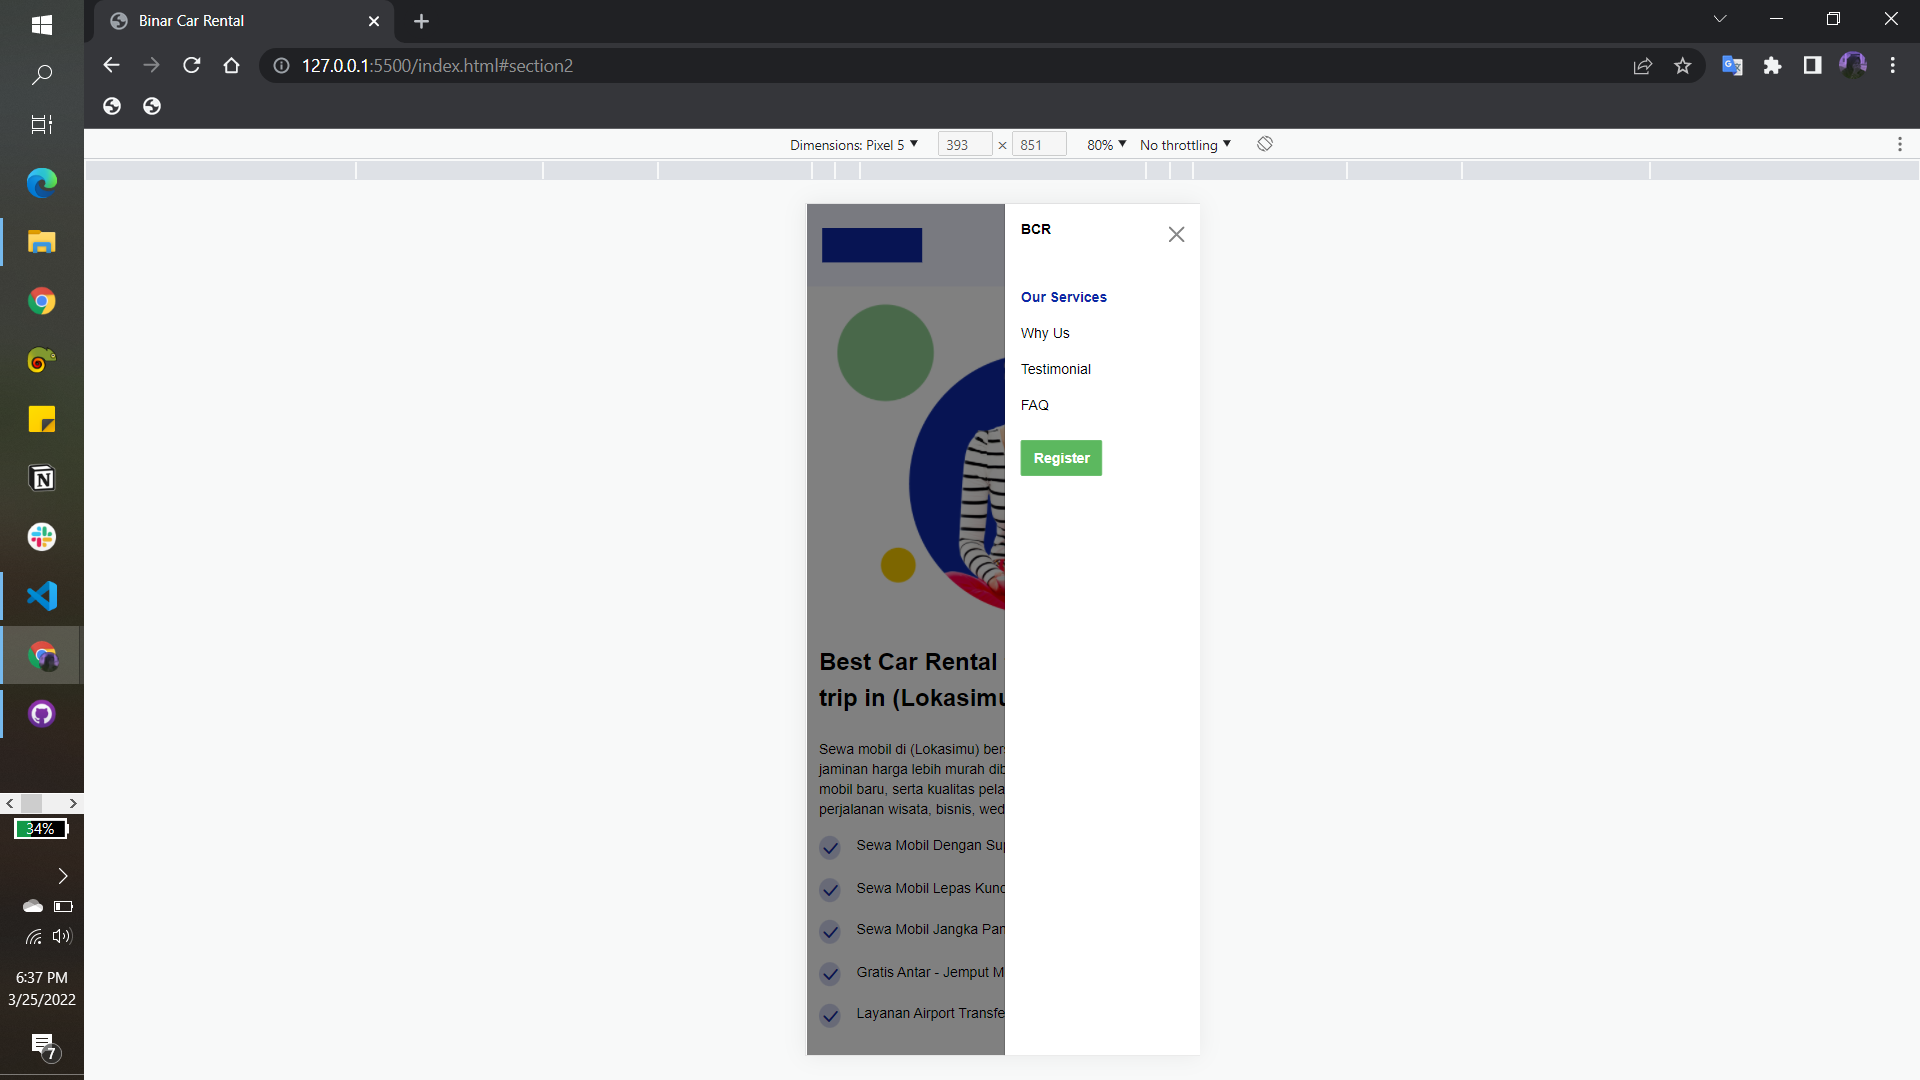 Binar Car Rental
127.0.0.1:5500/index.html#section2
Dimensions: Pixel 5 ▼ 393 × 851 80% ▼ No throttling ▼
BCR
Our Services
Why Us
Testimonial
FAQ
Register
Best Car Rental
trip in (Lokasimu
Sewa mobil di (Lokasimu) bers
jaminan harga lebih murah dib
mobil baru, serta kualitas pela
perjalanan wisata, bisnis, wed
Sewa Mobil Dengan Sup
Sewa Mobil Lepas Kunc
Sewa Mobil Jangka Pan
Gratis Antar - Jemput M
Layanan Airport Transfe
34%
6:37 PM
3/25/2022
7